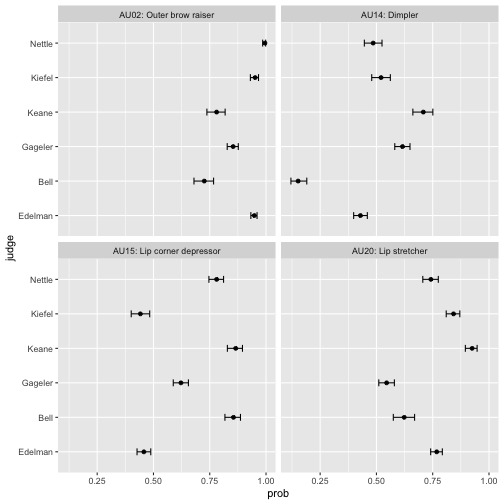 AU02: Outer brow raiser
AU14: Dimpler
Nettle
Kiefel
Keane
Gageler
Bell
Edelman
judge
AU15: Lip corner depressor
AU20: Lip stretcher
Nettle
Kiefel
Keane
Gageler
Bell
Edelman
0.25 0.50 0.75 1.00
0.25 0.50 0.75 1.00
prob